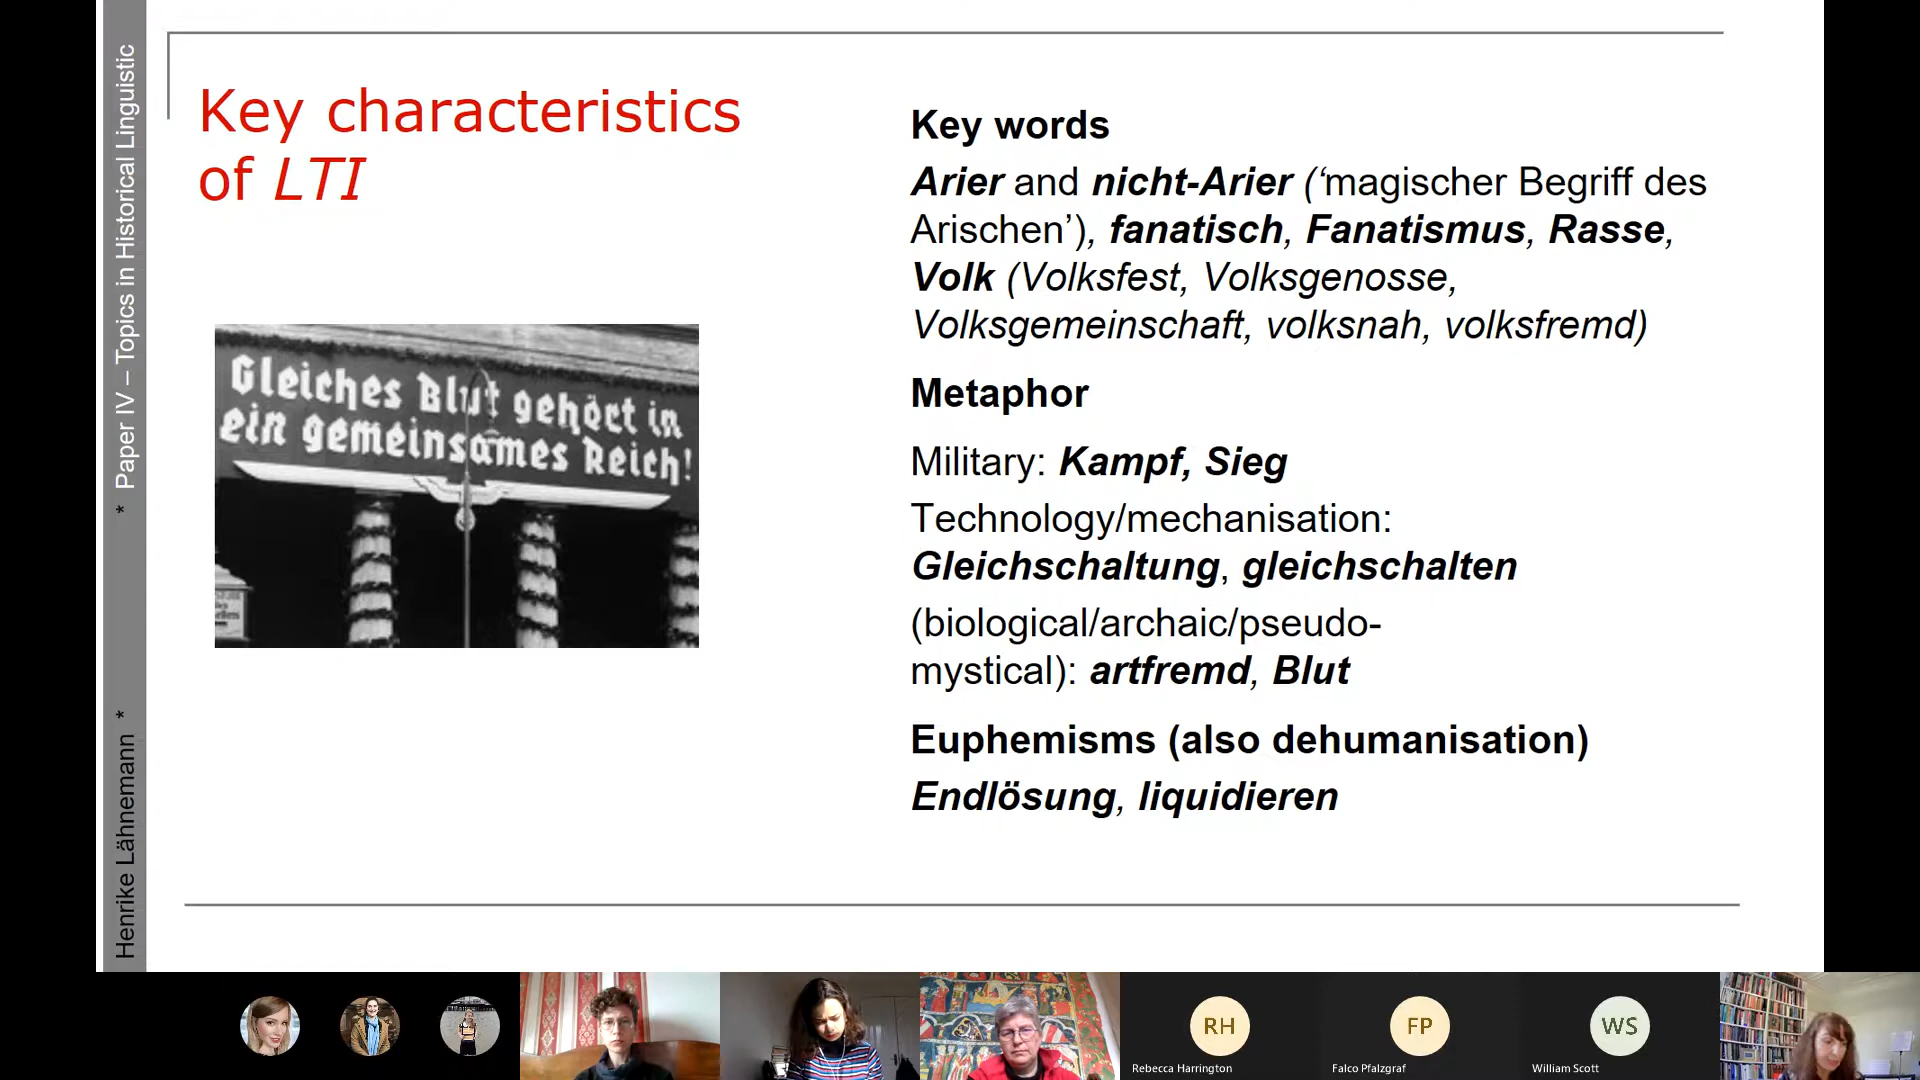 Key characteristics
of LTI
Gleiches Blut gehört in
ein gemeinsames Reich!
Key words
Arier and nicht-Arier (‘magischer Begriff des
Arischen’), fanatisch, Fanatismus, Rasse,
Volk (Volksfest, Volksgenosse,
Volksgemeinschaft, volksnah, volksfremd)
Metaphor
Military: Kampf, Sieg
Technology/mechanisation:
Gleichschaltung, gleichschalten
(biological/archaic/pseudo-
mystical): artfremd, Blut
Euphemisms (also dehumanisation)
Endlösung, liquidieren
Henrike Lähnemann * * Paper IV – Topics in Historical Linguistic
RH
Rebecca Harrington
FP
Falco Pfalzgraf
WS
William Scott